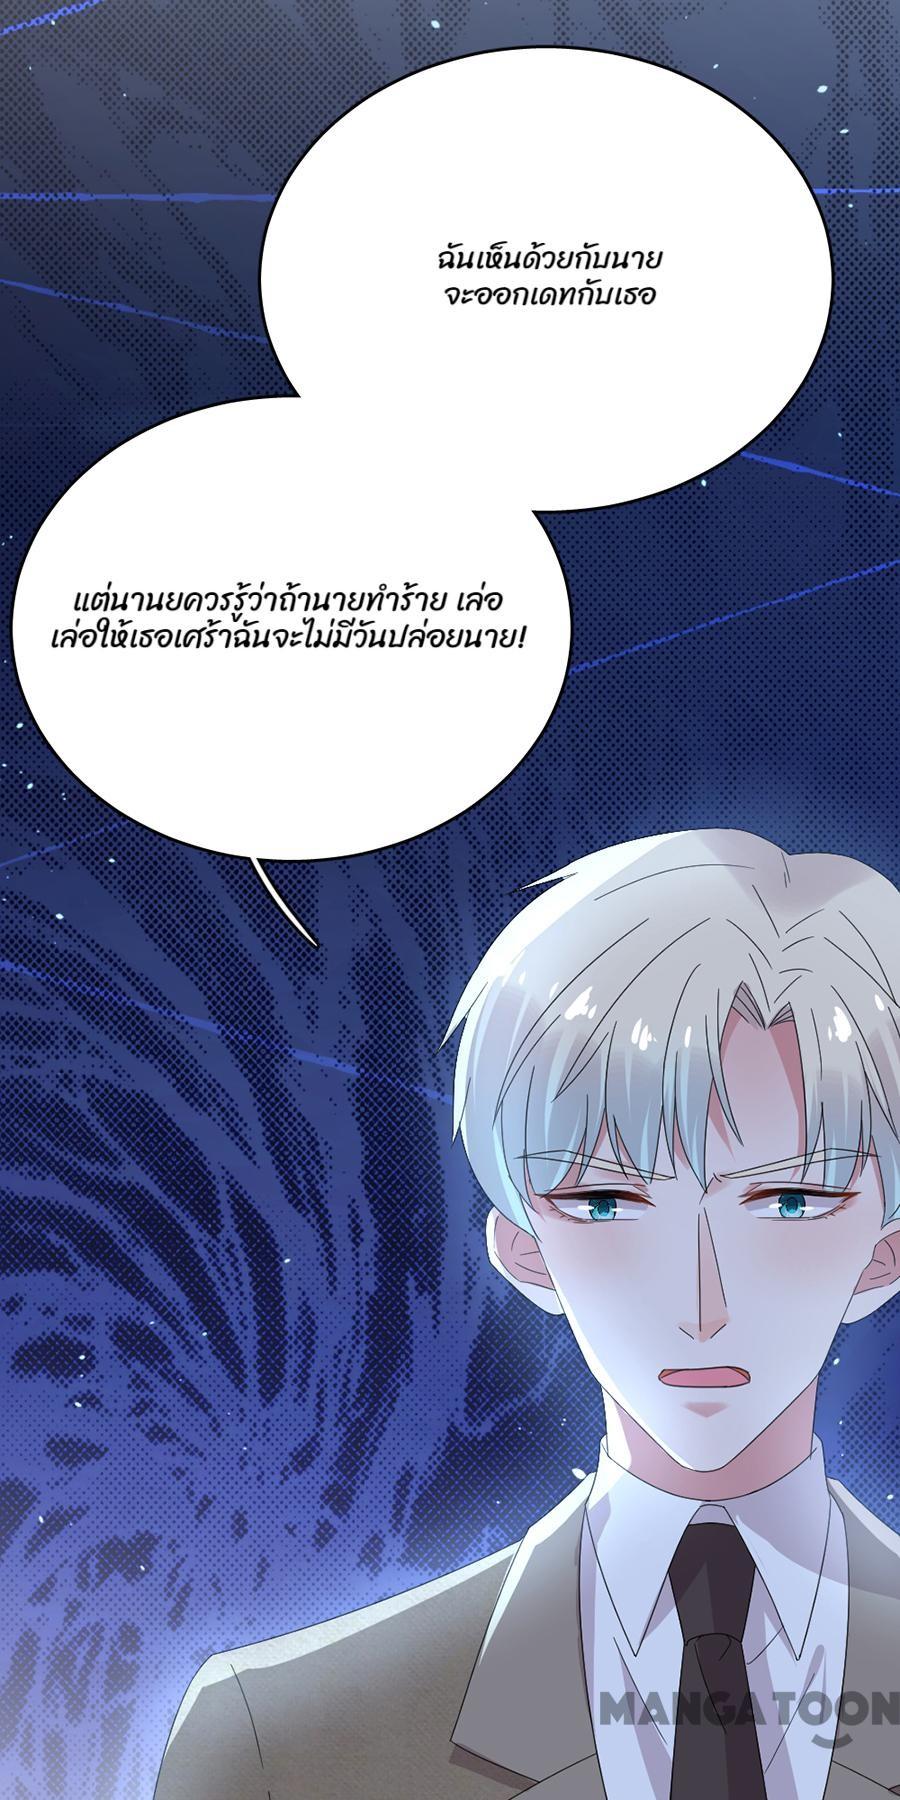 ฉันเห็นด้วยกับนาย
จะออกเดทกับเธอ
แต่นานยควรรู้ว่าถ้านายทำร้าย เล่อ
เล่อให้เธอเศร้าฉันจะไม่มีวันปล่อยนาย!
MANGATOON